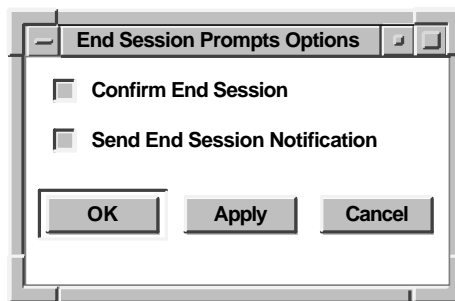 End Session Prompts Options
Confirm End Session
Send End Session Notification
OK Apply Cancel